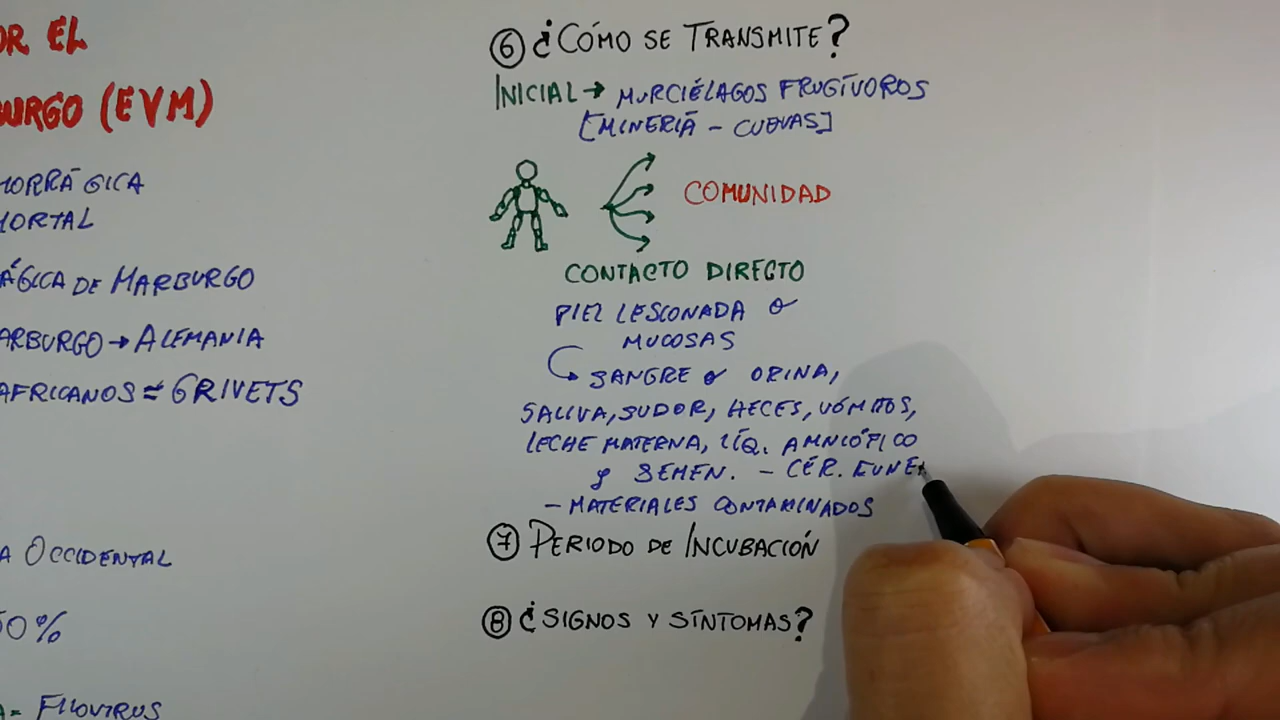 OR EL
URGO (EVM)
ORRÁGICA
MORTAL
ÁGICA DE MARBURGO
ARBURGO → ALEMANIA
AFRICANOS ≈ GRIVETS
A OCCIDENTAL
50%
= FILOVIRUS
⑥ ¿CÓMO SE TRANSMITE?
INICIAL → MURCIÉLAGOS FRUGÍVOROS
[MINERÍA - CUEVAS]
COMUNIDAD
CONTACTO DIRECTO
PIEL LESIONADA O
MUCOSAS
SANGRE O ORINA,
SALIVA, SUDOR, HECES, VÓMITOS,
LECHE MATERNA, LÍQ. AMNIÓTICO
Y SEMEN. - CÉR. FUNE
- MATERIALES CONTAMINADOS
⑦ PERIODO DE INCUBACIÓN
⑧ ¿SIGNOS Y SÍNTOMAS?